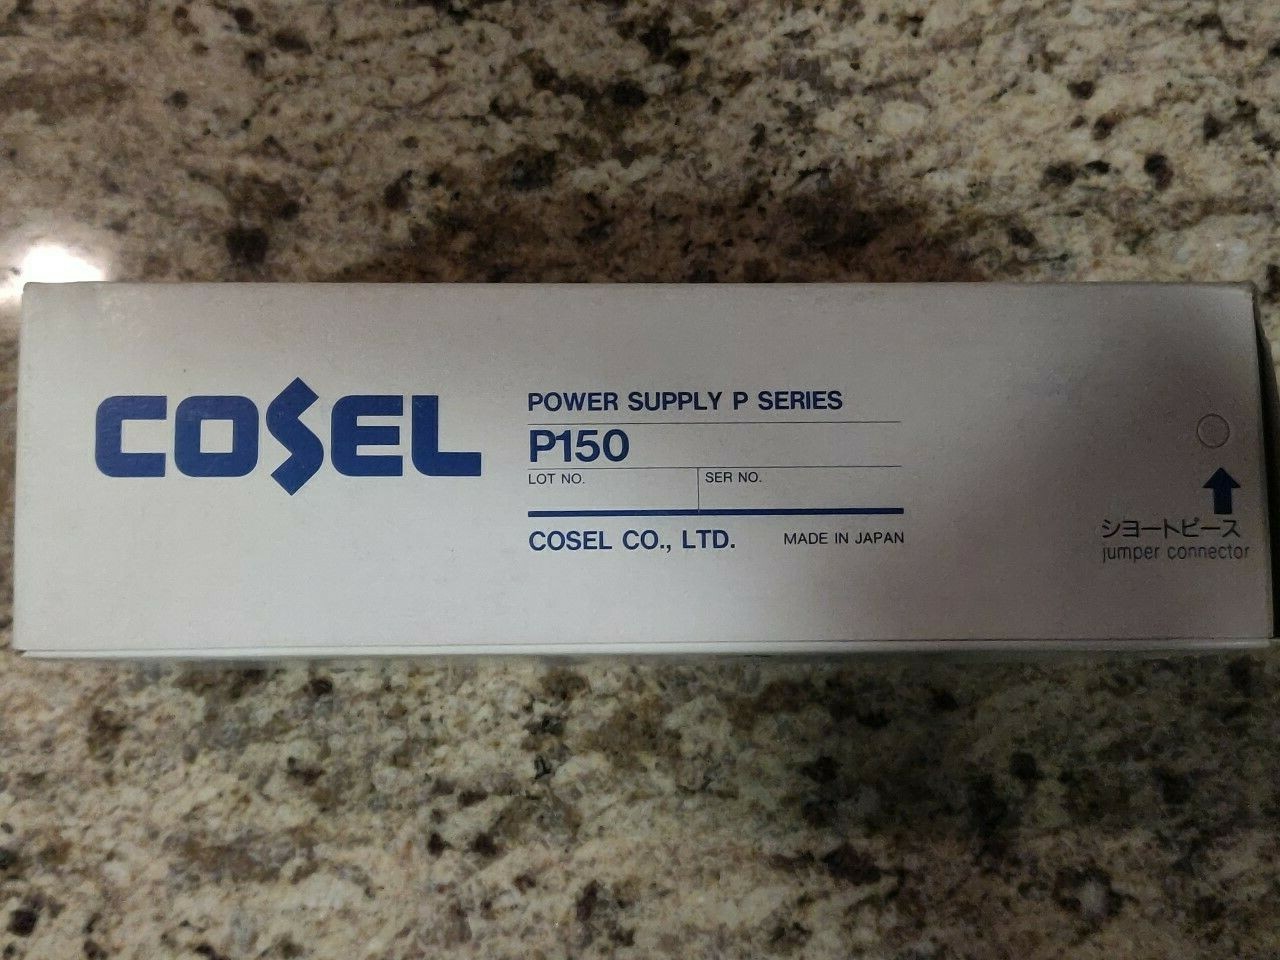 COSEL
POWER SUPPLY P SERIES
P150
LOT NO.
SER NO.
COSEL CO., LTD.
MADE IN JAPAN
ショートピース
jumper connector